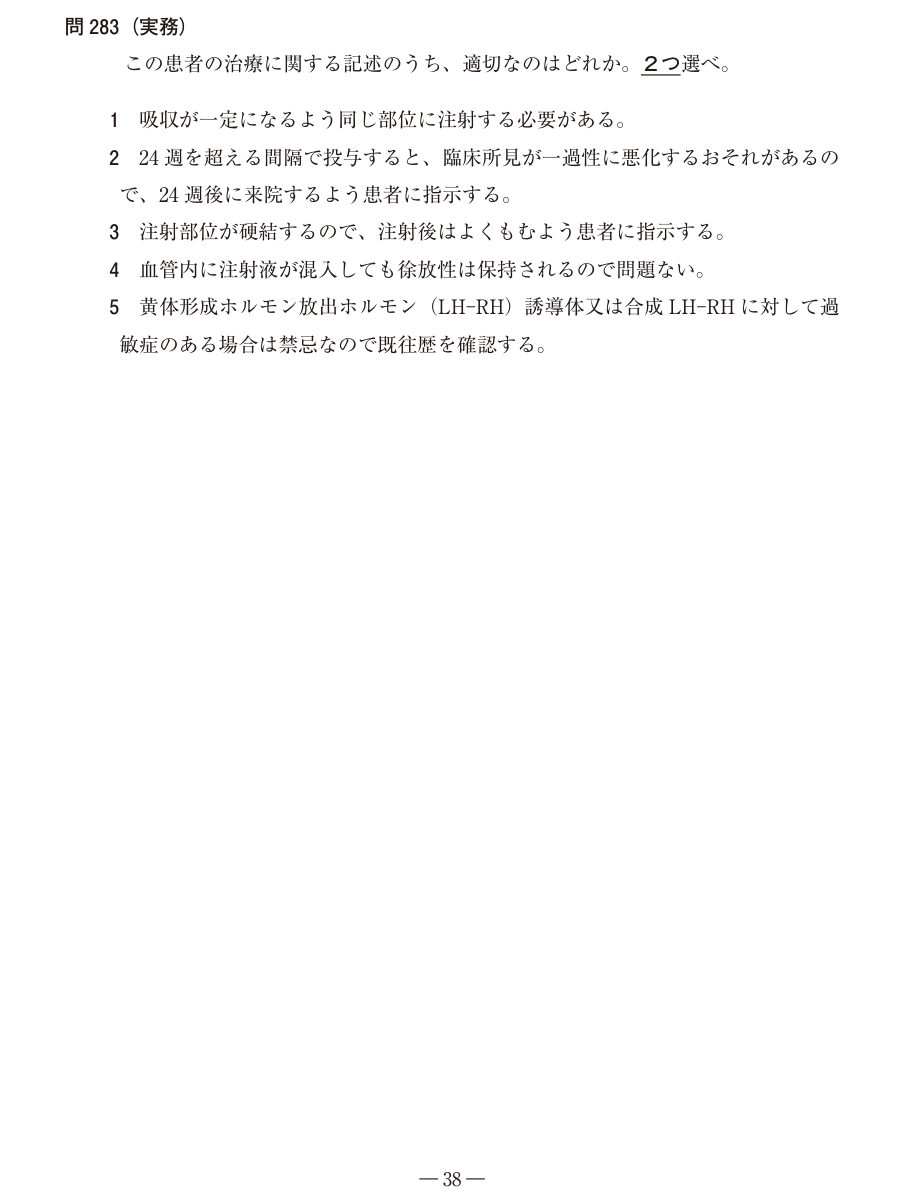 問 283（実務）
この患者の治療に関する記述のうち、適切なのはどれか。２つ選べ。
1　吸収が一定になるよう同じ部位に注射する必要がある。
2　24 週を超える間隔で投与すると、臨床所見が一過性に悪化するおそれがあるの
で、24 週後に来院するよう患者に指示する。
3　注射部位が硬結するので、注射後はよくもむよう患者に指示する。
4　血管内に注射液が混入しても徐放性は保持されるので問題ない。
5　黄体形成ホルモン放出ホルモン（LH-RH）誘導体又は合成 LH-RH に対して過
敏症のある場合は禁忌なので既往歴を確認する。
― 38 ―